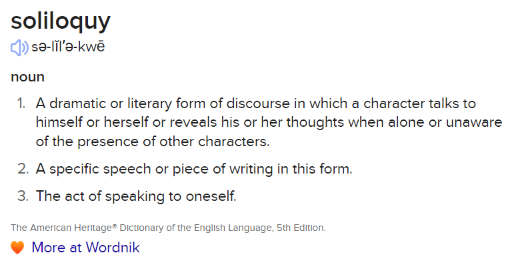 soliloquy
sə-lĭl′ə-kwē
noun
1. A dramatic or literary form of discourse in which a character talks to
himself or herself or reveals his or her thoughts when alone or unaware
of the presence of other characters.
2. A specific speech or piece of writing in this form.
3. The act of speaking to oneself.
The American Heritage® Dictionary of the English Language, 5th Edition.
More at Wordnik